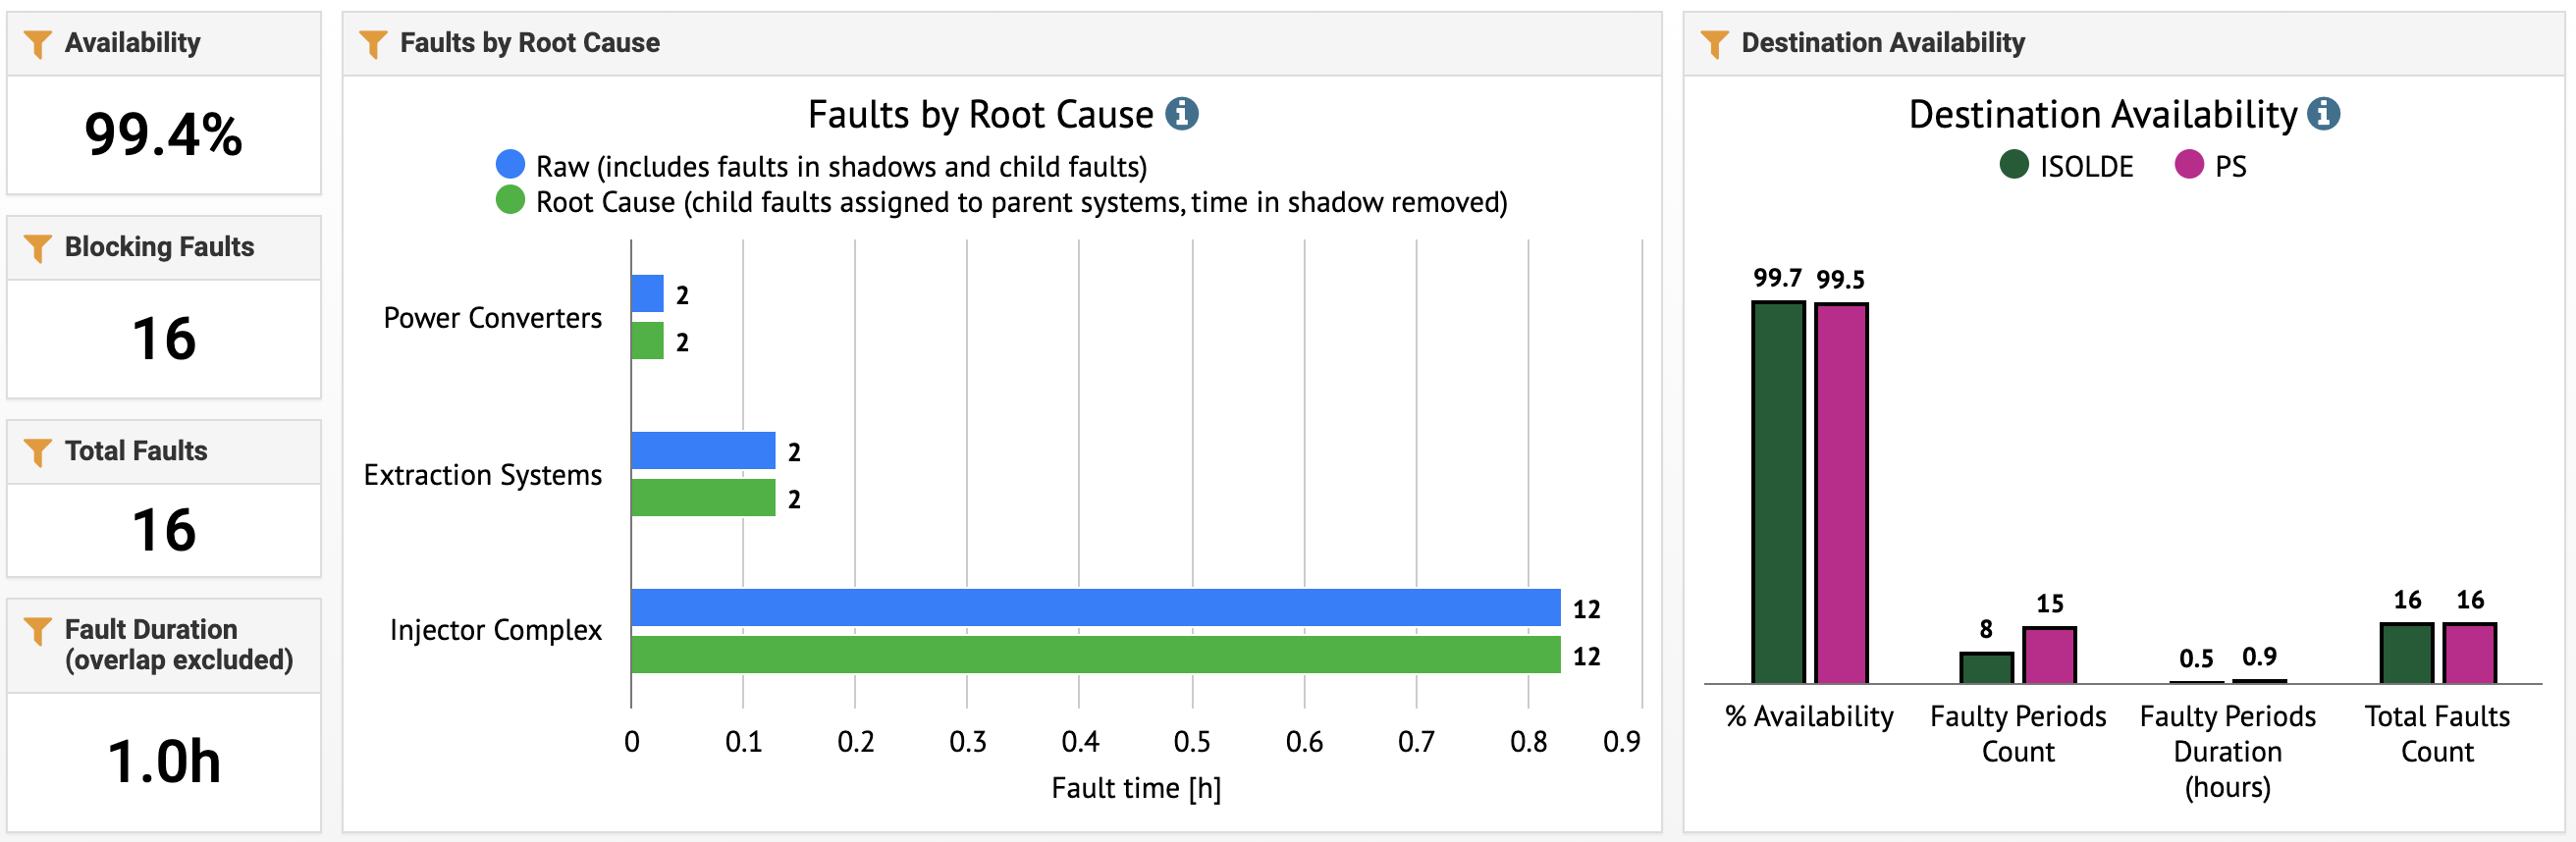 Availability
99.4%
Blocking Faults
16
Total Faults
16
Fault Duration
(overlap excluded)
1.0h
Faults by Root Cause
Faults by Root Cause
Raw (includes faults in shadows and child faults)
Root Cause (child faults assigned to parent systems, time in shadow removed)
Power Converters
2
2
Extraction Systems
2
2
Injector Complex
12
12
0 0.1 0.2 0.3 0.4 0.5 0.6 0.7 0.8 0.9
Fault time [h]
Destination Availability
Destination Availability
ISOLDE PS
99.7 99.5
8 15
0.5 0.9
16 16
% Availability
Faulty Periods
Count
Faulty Periods
Duration
(hours)
Total Faults
Count